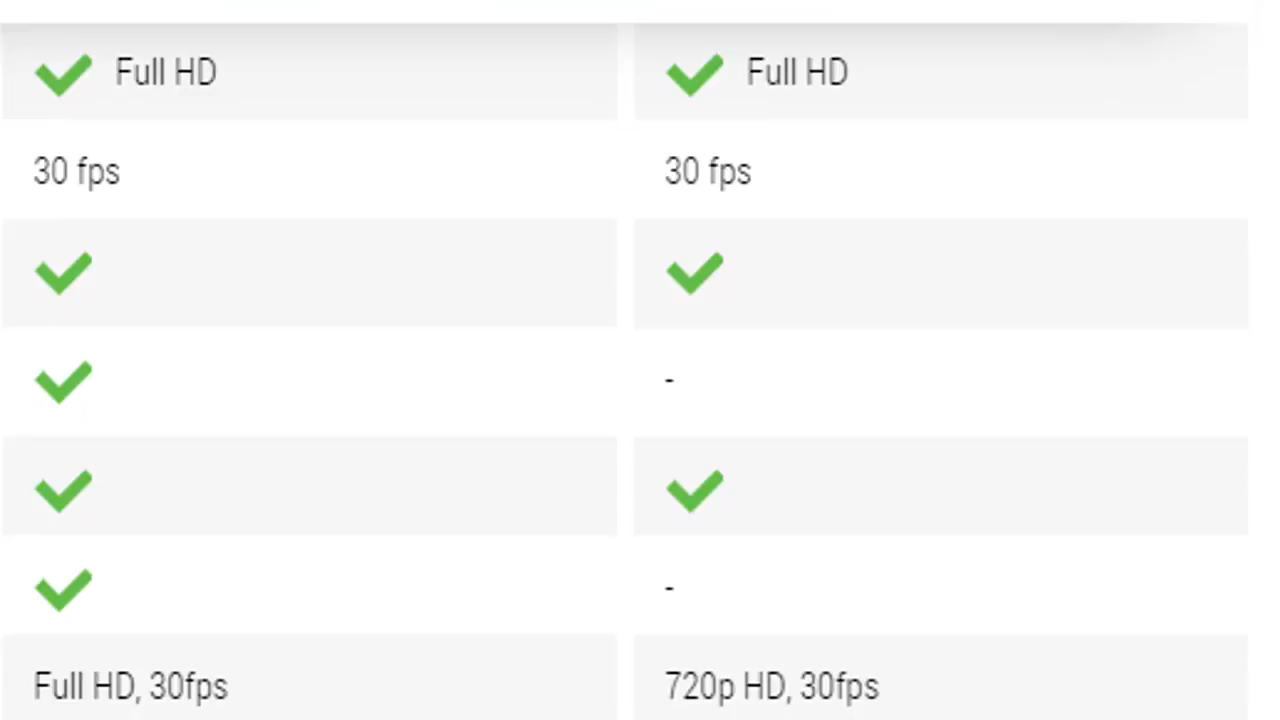 Full HD Full HD
30 fps 30 fps
-
-
Full HD, 30fps 720p HD, 30fps